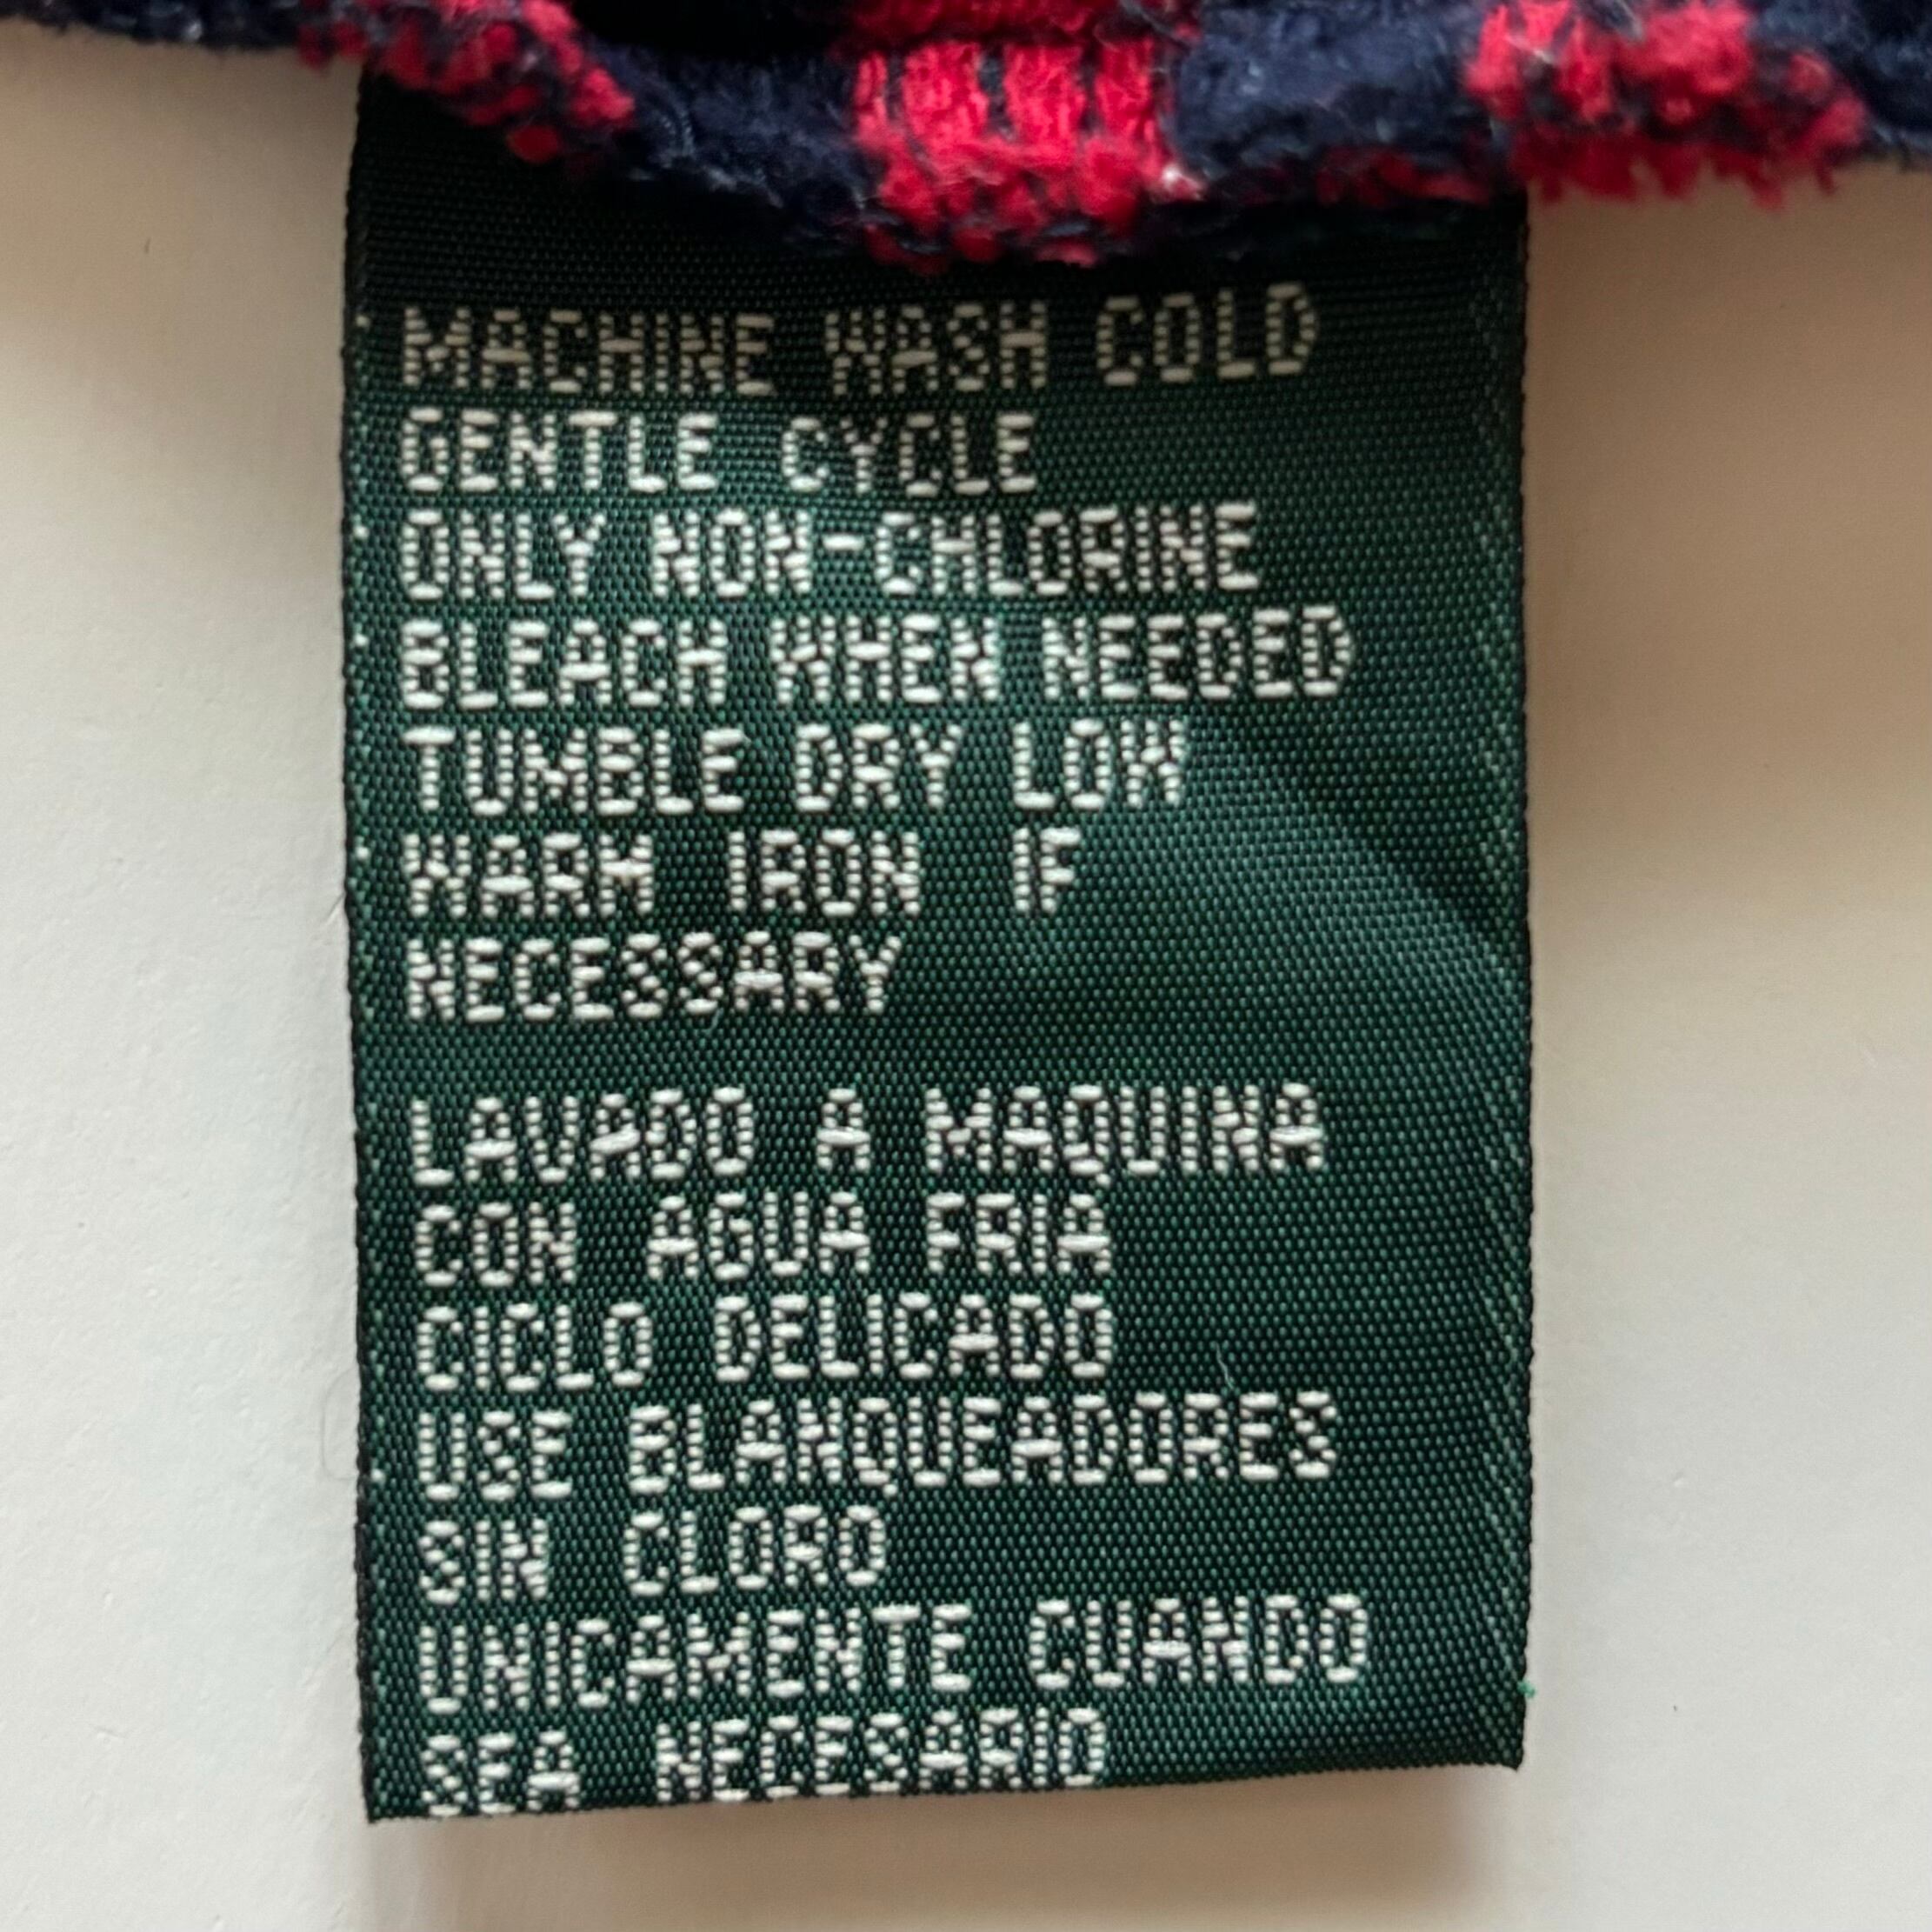 MACHINE WASH COLD
GENTLE CYCLE
ONLY NON-CHLORINE
BLEACH WHEN NEEDED
TUMBLE DRY LOW
WARM IRON IF
NECESSARY
LAVADO A MAQUINA
CON AGUA FRIA
CICLO DELICADO
USE BLANQUEADORES
SIN CLORO
UNICAMENTE CUANDO
SEA NECESARIO